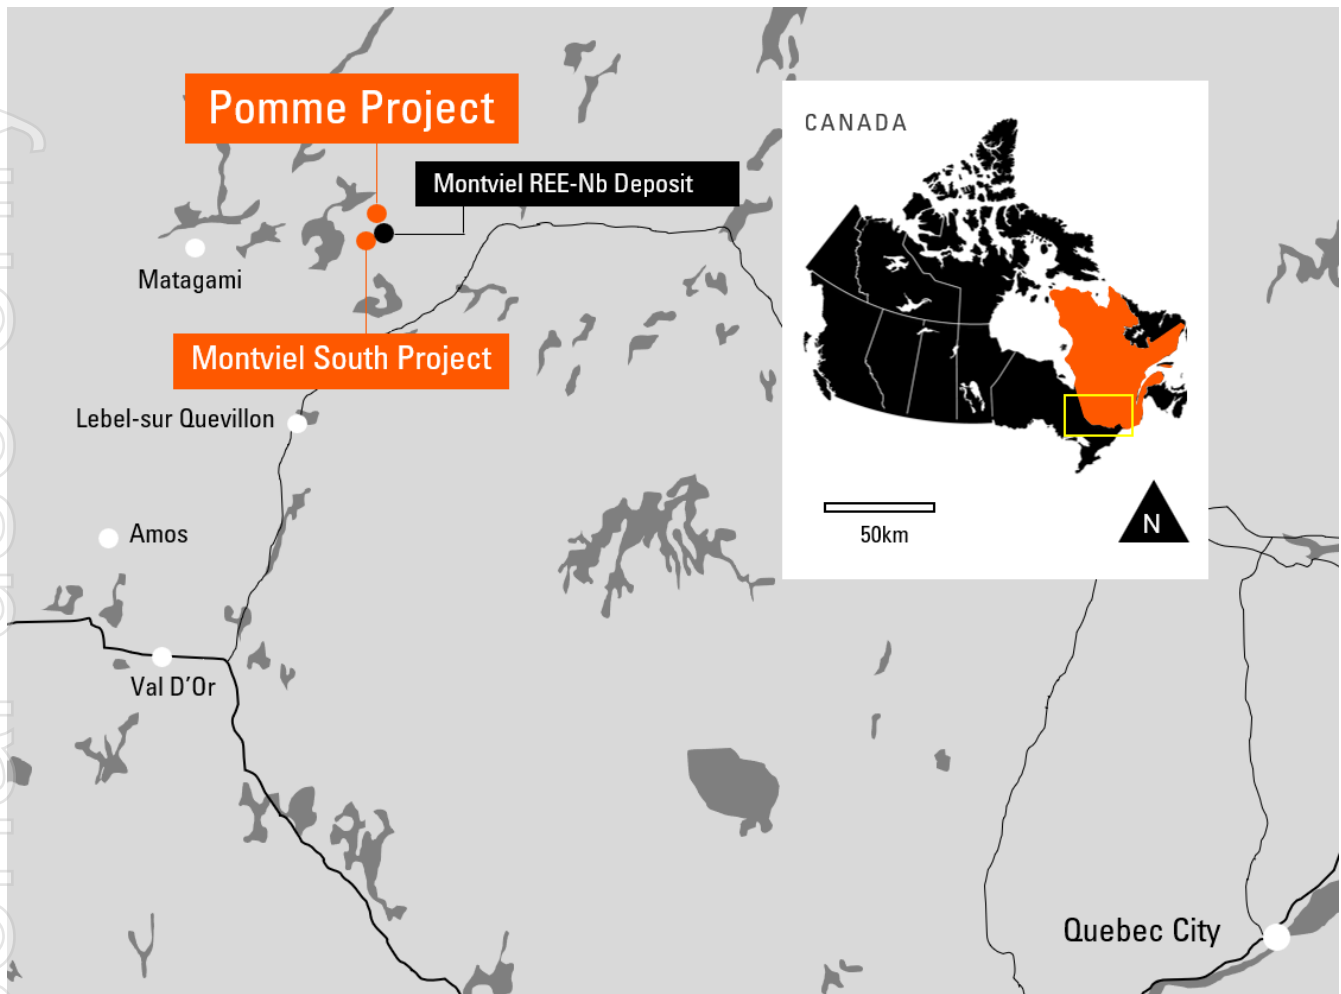 Pomme Project
Montviel REE-Nb Deposit
CANADA
Matagami
Montviel South Project
Lebel-sur Quevillon
50km
N
Amos
Val D'Or
Quebec City